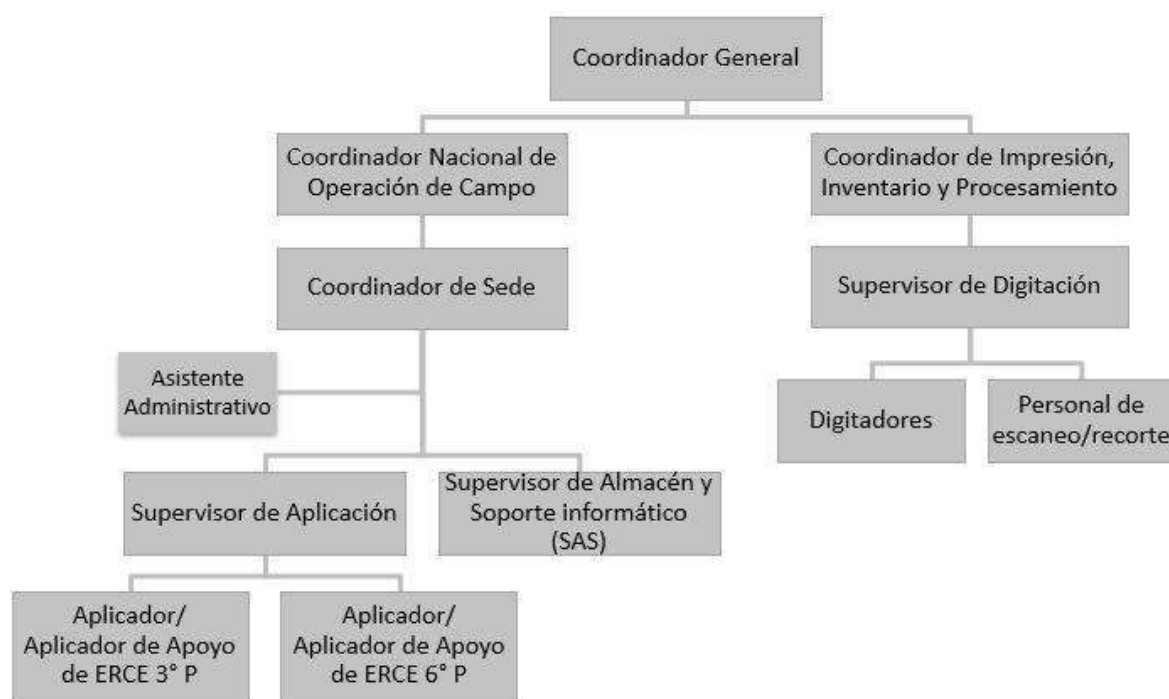 Coordinador General
Coordinador Nacional de
Operación de Campo
Coordinador de Impresión,
Inventario y Procesamiento
Coordinador de Sede
Supervisor de Digitación
Asistente
Administrativo
Digitadores
Personal de
escaneo/recorte
Supervisor de Aplicación
Supervisor de Almacén y
Soporte informático
(SAS)
Aplicador/
Aplicador de Apoyo
de ERCE 3° P
Aplicador/
Aplicador de Apoyo
de ERCE 6° P